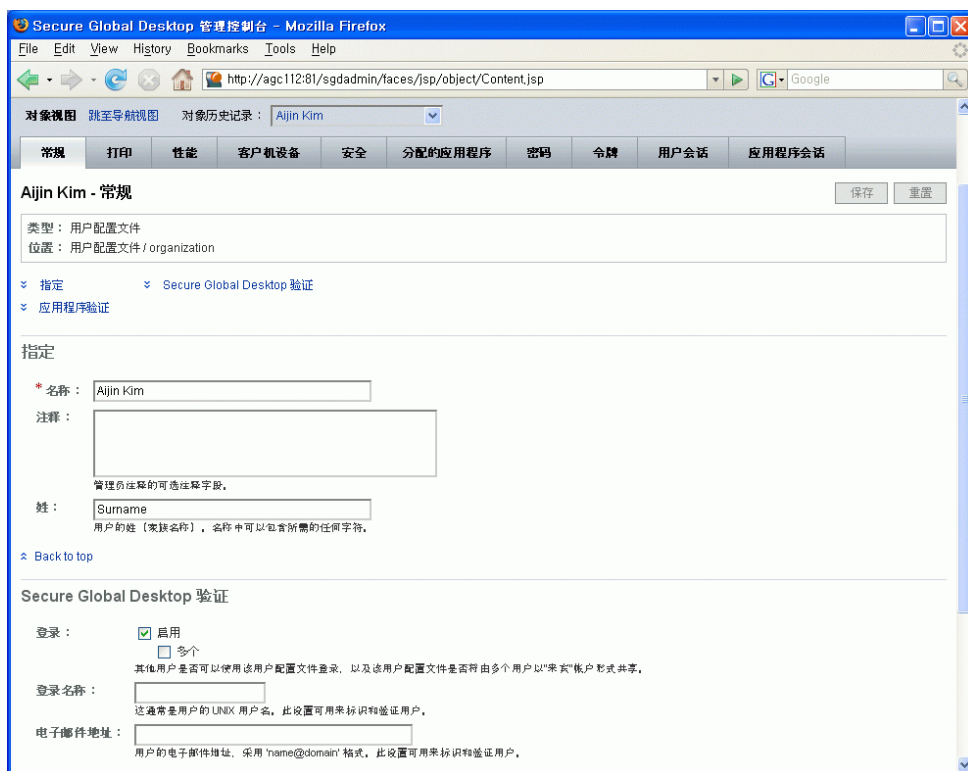 Secure Global Desktop 管理控制台 - Mozilla Firefox
File Edit View History Bookmarks Tools Help
http://agc112:81/sgdadmin/faces/jsp/object/Content.jsp
G Google
对象视图 跳至导航视图 对象历史记录： Aijin Kim
常规 打印 性能 客户机设备 安全 分配的应用程序 密码 令牌 用户会话 应用程序会话
Aijin Kim - 常规 保存 重置
类型： 用户配置文件
位置： 用户配置文件 / organization
指定 Secure Global Desktop 验证
应用程序验证
指定
* 名称： Aijin Kim
注释：
管理员注释的可选注释字段。
姓： Surname
用户的姓（家族名称）。名称中可以包含所需的任何字符。
Back to top
Secure Global Desktop 验证
登录： 启用
多个
其他用户是否可以使用该用户配置文件登录，以及该用户配置文件是否将由多个用户以"来宾"帐户形式共享。
登录名称：
这通常是用户的 UNIX 用户名。此设置可用来标识和验证用户。
电子邮件地址：
用户的电子邮件地址，采用 'name@domain' 格式。此设置可用来标识和验证用户。